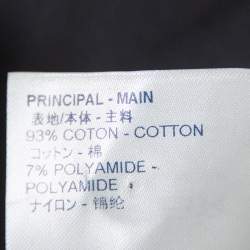 PRINCIPAL - MAIN
表地/本体 - 主料
93% COTON - COTTON
コットン - 棉
7% POLYAMIDE -
POLYAMIDE
ナイロン - 锦纶